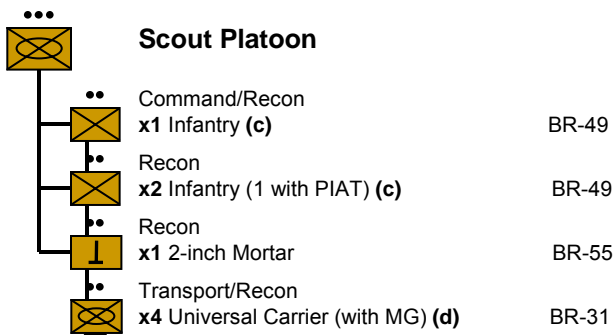 Scout Platoon
Command/Recon
x1 Infantry (c) BR-49
Recon
x2 Infantry (1 with PIAT) (c) BR-49
Recon
x1 2-inch Mortar BR-55
Transport/Recon
x4 Universal Carrier (with MG) (d) BR-31